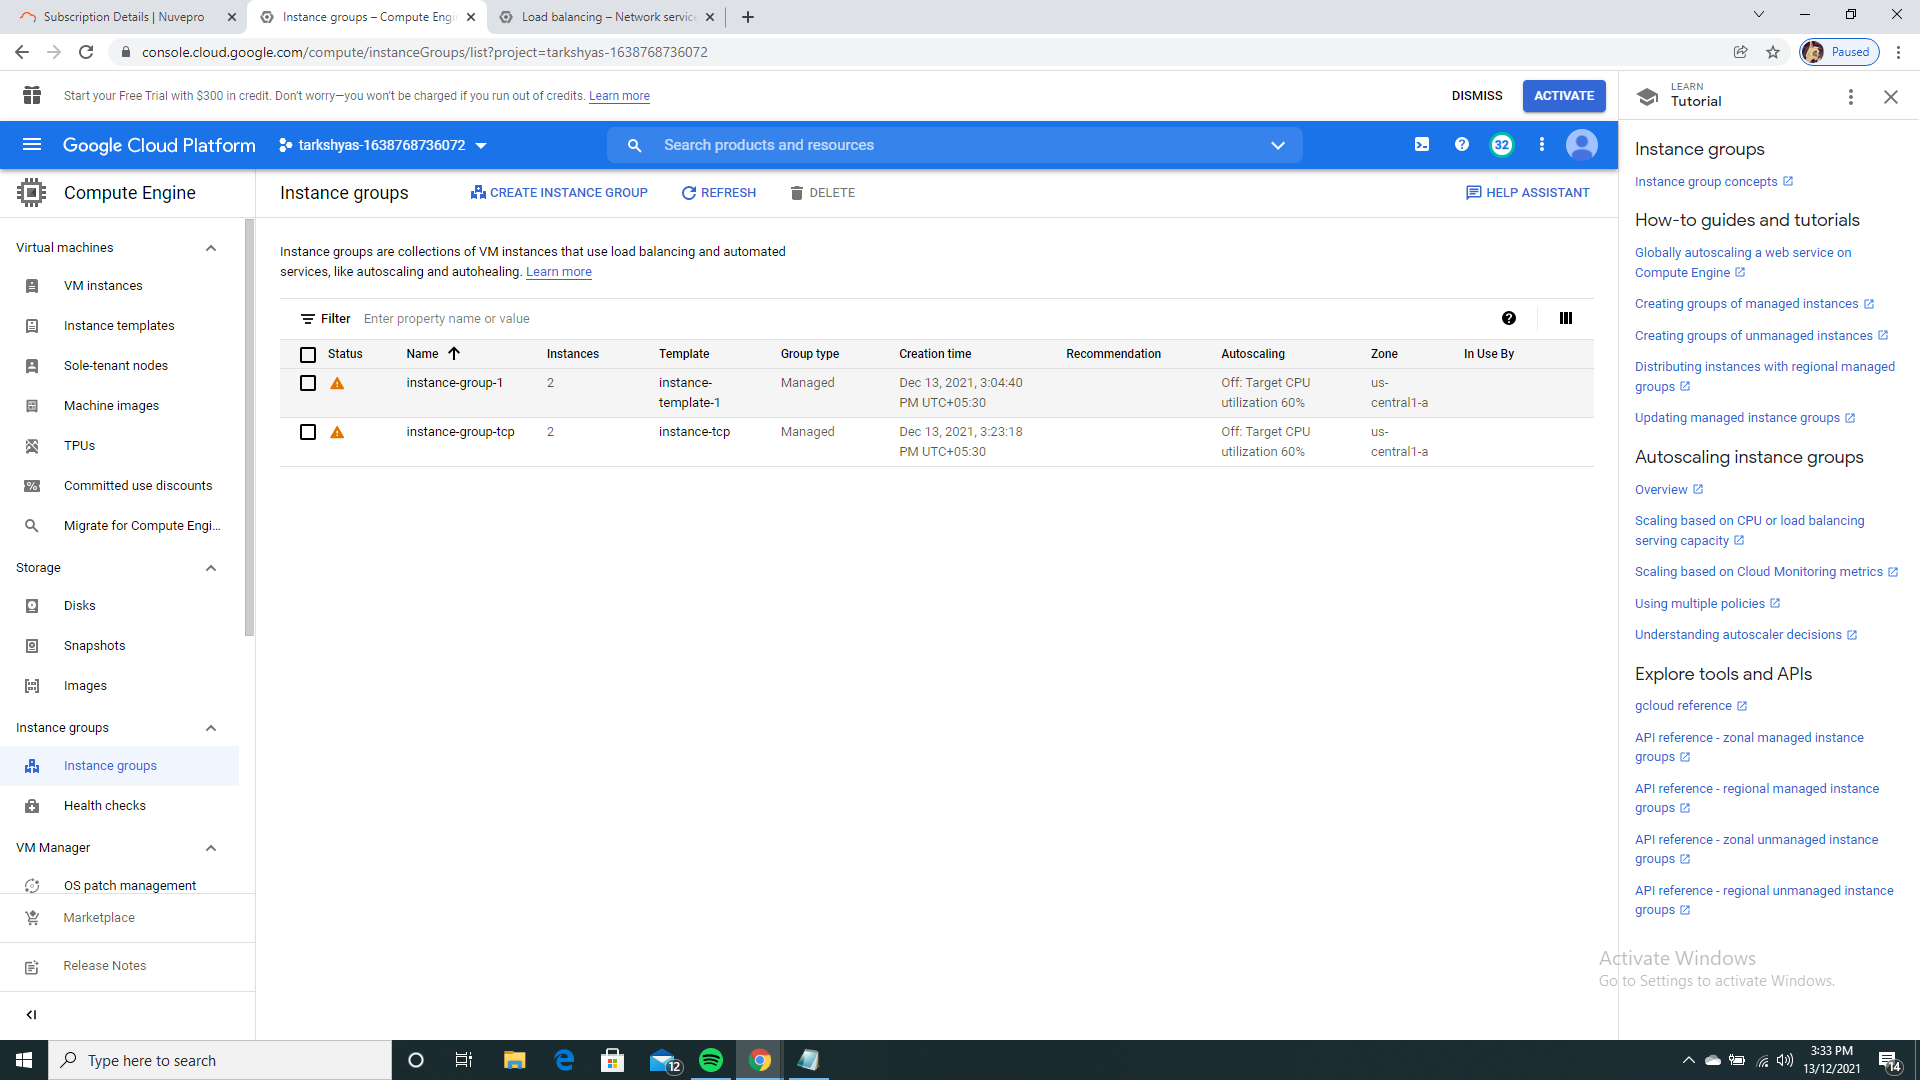 Subscription Details | Nuvepro
Instance groups – Compute Engi
Load balancing – Network servic
console.cloud.google.com/compute/instanceGroups/list?project=tarkshyas-1638768736072
Paused
Start your Free Trial with $300 in credit. Don't worry—you won't be charged if you run out of credits. Learn more
DISMISS
ACTIVATE
LEARN
Tutorial
Google Cloud Platform
tarkshyas-1638768736072
Search products and resources
32
Compute Engine
Instance groups
CREATE INSTANCE GROUP
REFRESH
DELETE
HELP ASSISTANT
Virtual machines
VM instances
Instance templates
Sole-tenant nodes
Machine images
TPUs
Committed use discounts
Migrate for Compute Engi...
Storage
Disks
Snapshots
Images
Instance groups
Instance groups
Health checks
VM Manager
OS patch management
Marketplace
Release Notes
Instance groups are collections of VM instances that use load balancing and automated
services, like autoscaling and autohealing. Learn more
Filter Enter property name or value
Status Name Instances Template Group type Creation time Recommendation Autoscaling Zone In Use By
instance-group-1 2 instance- Managed Dec 13, 2021, 3:04:40 Off: Target CPU us-
template-1 PM UTC+05:30 utilization 60% central1-a
instance-group-tcp 2 instance-tcp Managed Dec 13, 2021, 3:23:18 Off: Target CPU us-
PM UTC+05:30 utilization 60% central1-a
Instance groups
Instance group concepts
How-to guides and tutorials
Globally autoscaling a web service on
Compute Engine
Creating groups of managed instances
Creating groups of unmanaged instances
Distributing instances with regional managed
groups
Updating managed instance groups
Autoscaling instance groups
Overview
Scaling based on CPU or load balancing
serving capacity
Scaling based on Cloud Monitoring metrics
Using multiple policies
Understanding autoscaler decisions
Explore tools and APIs
gcloud reference
API reference - zonal managed instance
groups
API reference - regional managed instance
groups
API reference - zonal unmanaged instance
groups
API reference - regional unmanaged instance
groups
Activate Windows
Go to Settings to activate Windows.
Type here to search
12
3:33 PM
13/12/2021
14